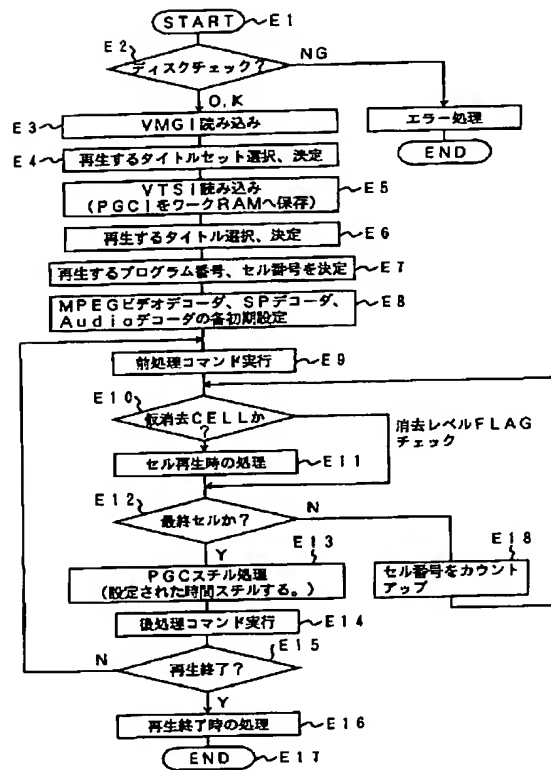 START E1
E2 ディスクチェック? NG
O,K
E3 VMGI読み込み
エラー処理
E4 再生するタイトルセット選択、決定
END
VTSI読み込み E5
(PGCIをワークRAMへ保存)
再生するタイトル選択、決定 E6
再生するプログラム番号、セル番号を決定 E7
MPEGビデオデコーダ、SPデコーダ、 E8
Audioデコーダの各初期設定
前処理コマンド実行 E9
E10 仮消去CELLか
?
消去レベルFLAG
チェック
セル再生時の処理 E11
E12 最終セルか? N
Y
E13
E18
PGCスチル処理
(設定された時間スチルする。)
セル番号をカウント
アップ
後処理コマンド実行 E14
N 再生終了? E15
Y
再生終了時の処理 E16
END E17